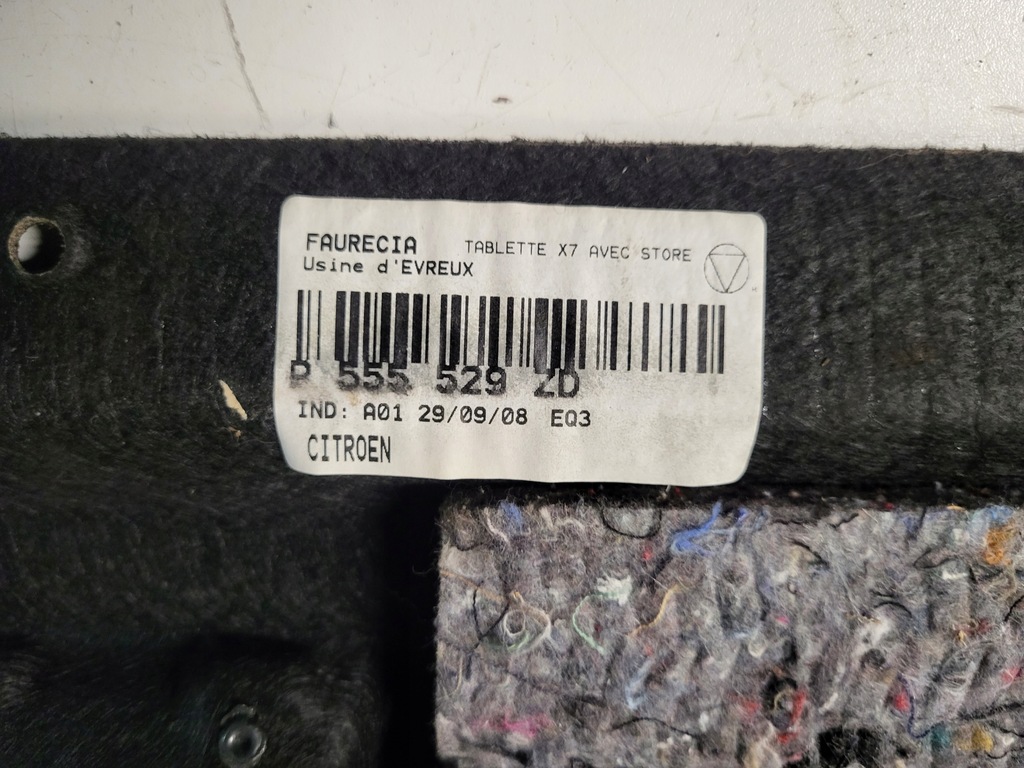 FAURECIA TABLETTE X7 AVEC STORE
Usine d'EVREUX
P 555 529 ZD
IND: A01 29/09/08 EQ3
CITROEN